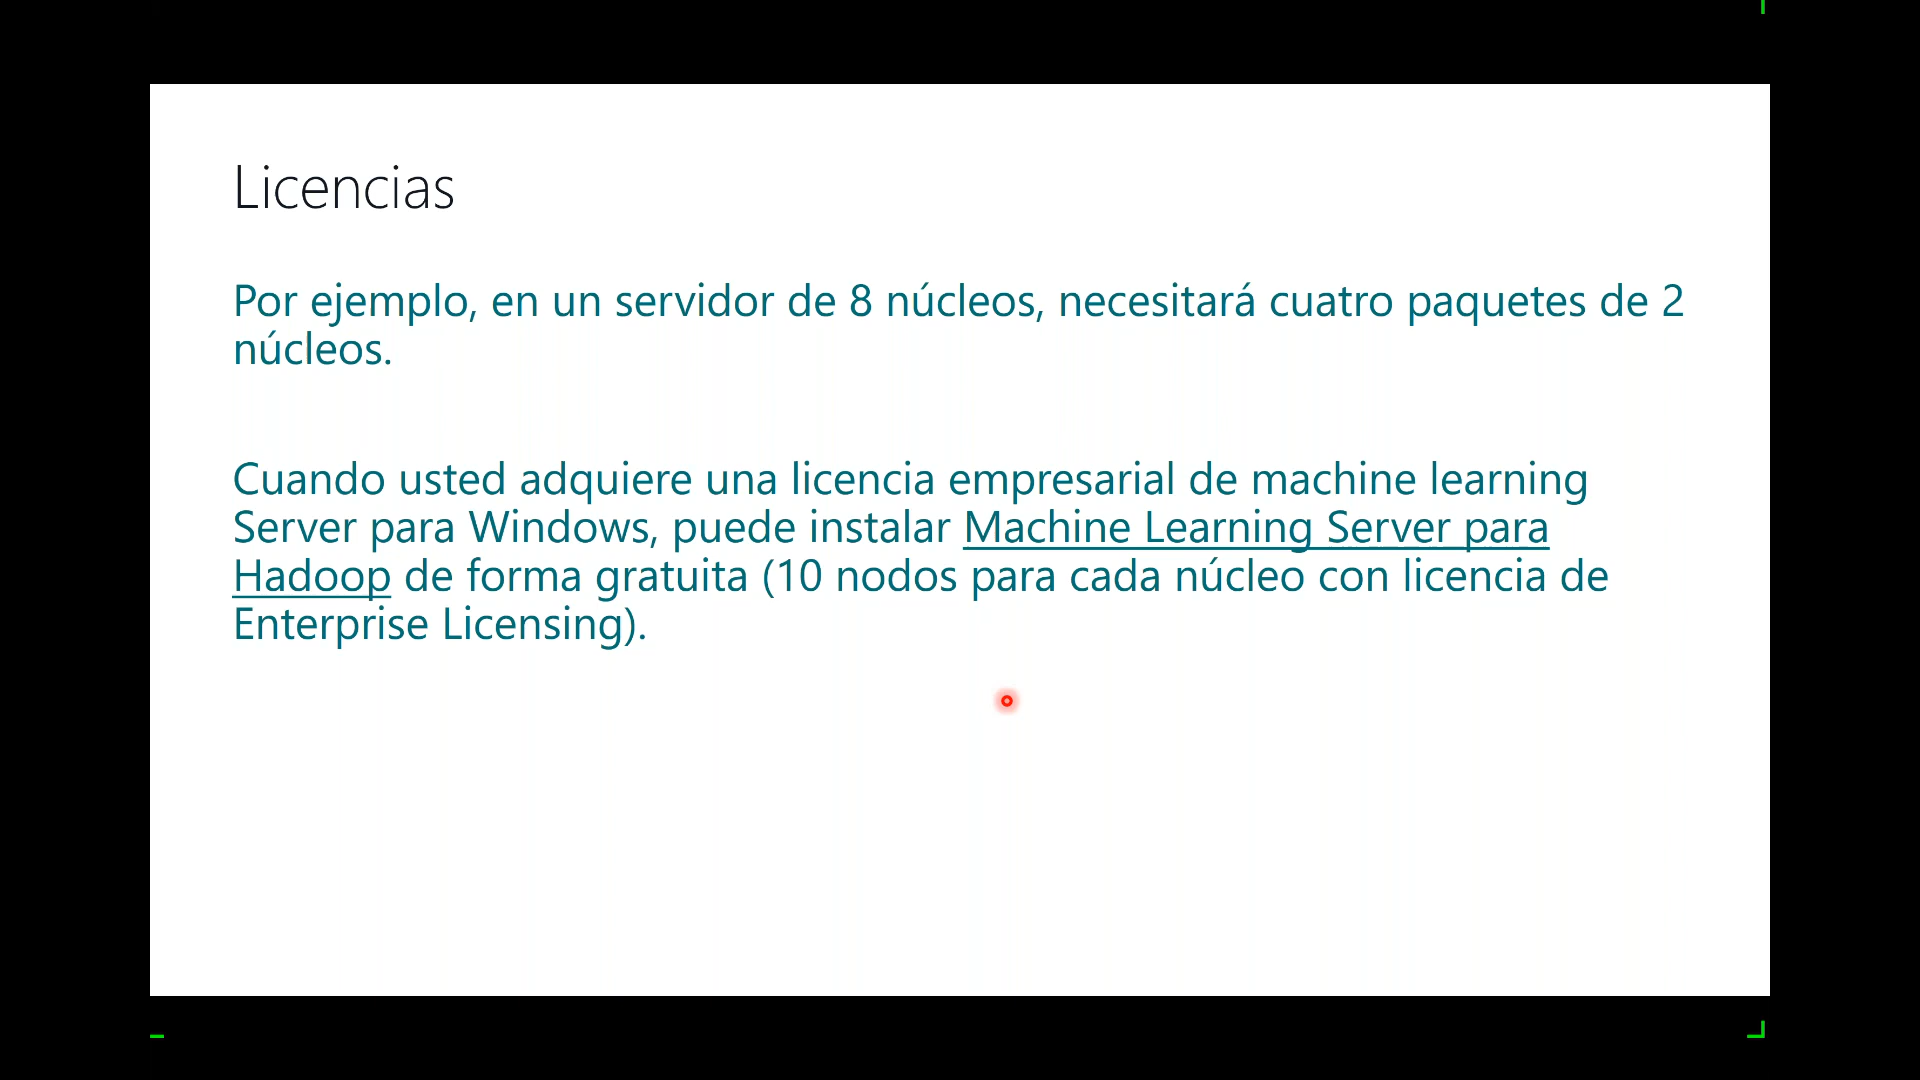 Licencias
Por ejemplo, en un servidor de 8 núcleos, necesitará cuatro paquetes de 2
núcleos.
Cuando usted adquiere una licencia empresarial de machine learning
Server para Windows, puede instalar Machine Learning Server para
Hadoop de forma gratuita (10 nodos para cada núcleo con licencia de
Enterprise Licensing).